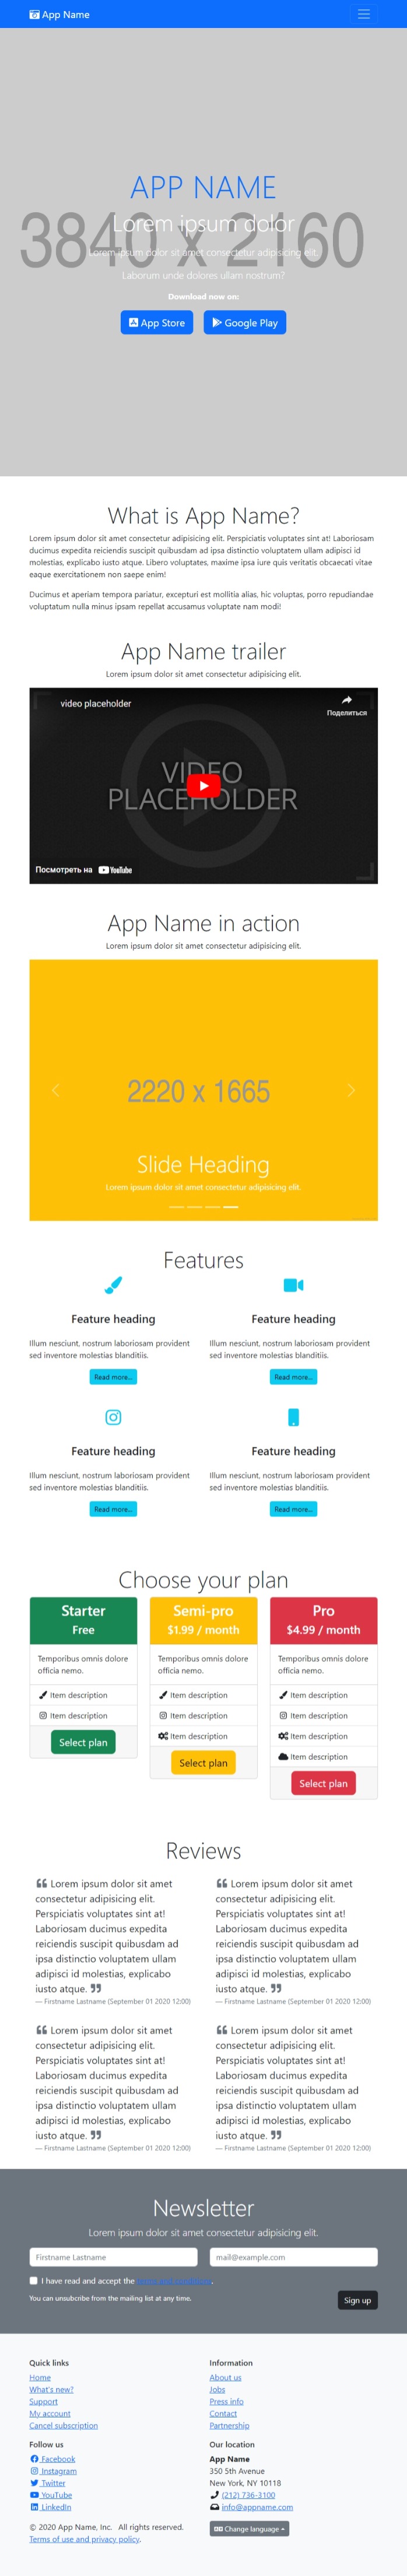 App Name
APP NAME
3840 x 2160
Lorem ipsum dolor
Lorem ipsum dolor sit amet consectetur adipisicing elit.
Laborum unde dolores ullam nostrum?
Download now on:
App Store
Google Play
What is App Name?
Lorem ipsum dolor sit amet consectetur adipisicing elit. Perspiciatis voluptates sint at! Laboriosam
ducimus expedita reiciendis suscipit quibusdam ad ipsa distinctio voluptatem ullam adipisci id
molestias, explicabo iusto atque. Libero voluptates, maxime ipsa iure quis veritatis obcaecati vitae
eaque exercitationem non saepe enim!
Ducimus et aperiam tempora pariatur, excepturi est mollitia alias, hic voluptas, porro repudiandae
voluptatum nulla minus ipsam repellat accusamus voluptate nam modi!
App Name trailer
Lorem ipsum dolor sit amet consectetur adipisicing elit.
video placeholder
Поделиться
VIDEO
PLACEHOLDER
Посмотреть на YouTube
App Name in action
Lorem ipsum dolor sit amet consectetur adipisicing elit.
2220 x 1665
Slide Heading
Lorem ipsum dolor sit amet consectetur adipisicing elit.
Features
Feature heading
Illum nesciunt, nostrum laboriosam provident
sed inventore molestias blanditiis.
Read more...
Feature heading
Illum nesciunt, nostrum laboriosam provident
sed inventore molestias blanditiis.
Read more...
Feature heading
Illum nesciunt, nostrum laboriosam provident
sed inventore molestias blanditiis.
Read more...
Feature heading
Illum nesciunt, nostrum laboriosam provident
sed inventore molestias blanditiis.
Read more...
Choose your plan
Starter
Free
Temporibus omnis dolore
officia nemo.
Item description
Item description
Select plan
Semi-pro
$1.99 / month
Temporibus omnis dolore
officia nemo.
Item description
Item description
Item description
Select plan
Pro
$4.99 / month
Temporibus omnis dolore
officia nemo.
Item description
Item description
Item description
Item description
Select plan
Reviews
❝ Lorem ipsum dolor sit amet
consectetur adipisicing elit.
Perspiciatis voluptates sint at!
Laboriosam ducimus expedita
reiciendis suscipit quibusdam ad
ipsa distinctio voluptatem ullam
adipisci id molestias, explicabo
iusto atque. ❞
— Firstname Lastname (September 01 2020 12:00)
❝ Lorem ipsum dolor sit amet
consectetur adipisicing elit.
Perspiciatis voluptates sint at!
Laboriosam ducimus expedita
reiciendis suscipit quibusdam ad
ipsa distinctio voluptatem ullam
adipisci id molestias, explicabo
iusto atque. ❞
— Firstname Lastname (September 01 2020 12:00)
❝ Lorem ipsum dolor sit amet
consectetur adipisicing elit.
Perspiciatis voluptates sint at!
Laboriosam ducimus expedita
reiciendis suscipit quibusdam ad
ipsa distinctio voluptatem ullam
adipisci id molestias, explicabo
iusto atque. ❞
— Firstname Lastname (September 01 2020 12:00)
❝ Lorem ipsum dolor sit amet
consectetur adipisicing elit.
Perspiciatis voluptates sint at!
Laboriosam ducimus expedita
reiciendis suscipit quibusdam ad
ipsa distinctio voluptatem ullam
adipisci id molestias, explicabo
iusto atque. ❞
— Firstname Lastname (September 01 2020 12:00)
Newsletter
Lorem ipsum dolor sit amet consectetur adipisicing elit.
Firstname Lastname
mail@example.com
I have read and accept the terms and conditions.
You can unsubcribe from the mailing list at any time.
Sign up
Quick links
Home
What's new?
Support
My account
Cancel subscription
Information
About us
Jobs
Press info
Contact
Partnership
Follow us
Facebook
Instagram
Twitter
YouTube
LinkedIn
Our location
App Name
350 5th Avenue
New York, NY 10118
(212) 736-3100
info@appname.com
© 2020 App Name, Inc. All rights reserved.
Terms of use and privacy policy.
Change language